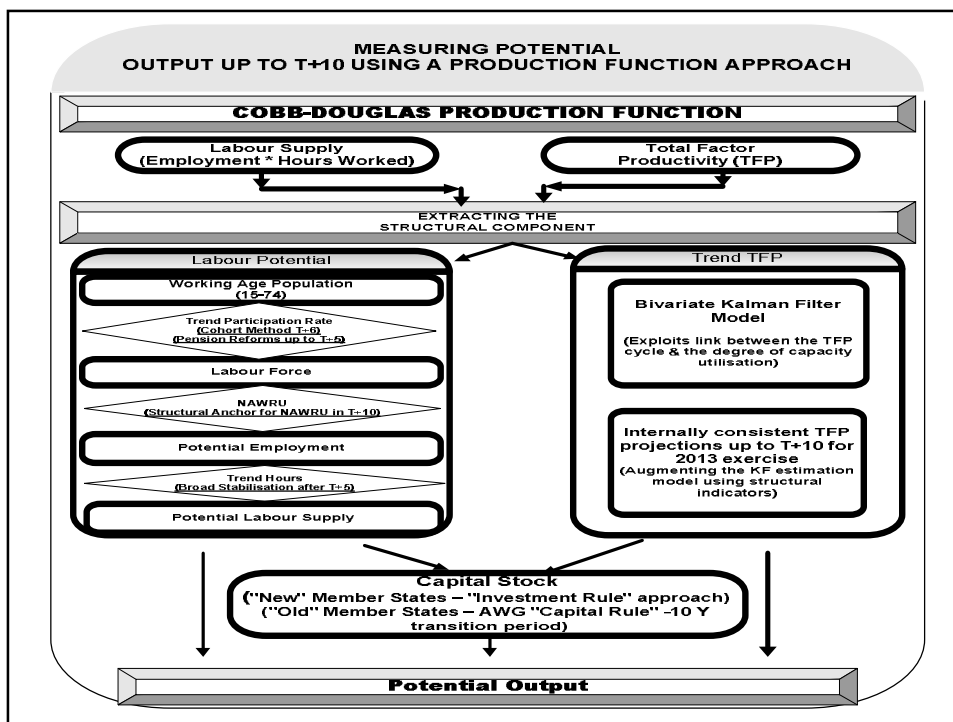 MEASURING POTENTIAL
OUTPUT UP TO T+10 USING A PRODUCTION FUNCTION APPROACH
COBB-DOUGLAS PRODUCTION FUNCTION
Labour Supply
(Employment * Hours Worked)
Total Factor
Productivity (TFP)
EXTRACTING THE
STRUCTURAL COMPONENT
Labour Potential
Working Age Population
(15-74)
Trend Participation Rate
(Cohort Method T+6)
(Pension Reforms up to T+5)
Labour Force
NAWRU
(Structural Anchor for NAWRU in T+10)
Potential Employment
Trend Hours
(Broad Stabilisation after T+5)
Potential Labour Supply
Trend TFP
Bivariate Kalman Filter
Model
(Exploits link between the TFP
cycle & the degree of capacity
utilisation)
Internally consistent TFP
projections up to T+10 for
2013 exercise
(Augmenting the KF estimation
model using structural
indicators)
Capital Stock
("New" Member States – "Investment Rule" approach)
("Old" Member States – AWG "Capital Rule" -10 Y
transition period)
Potential Output